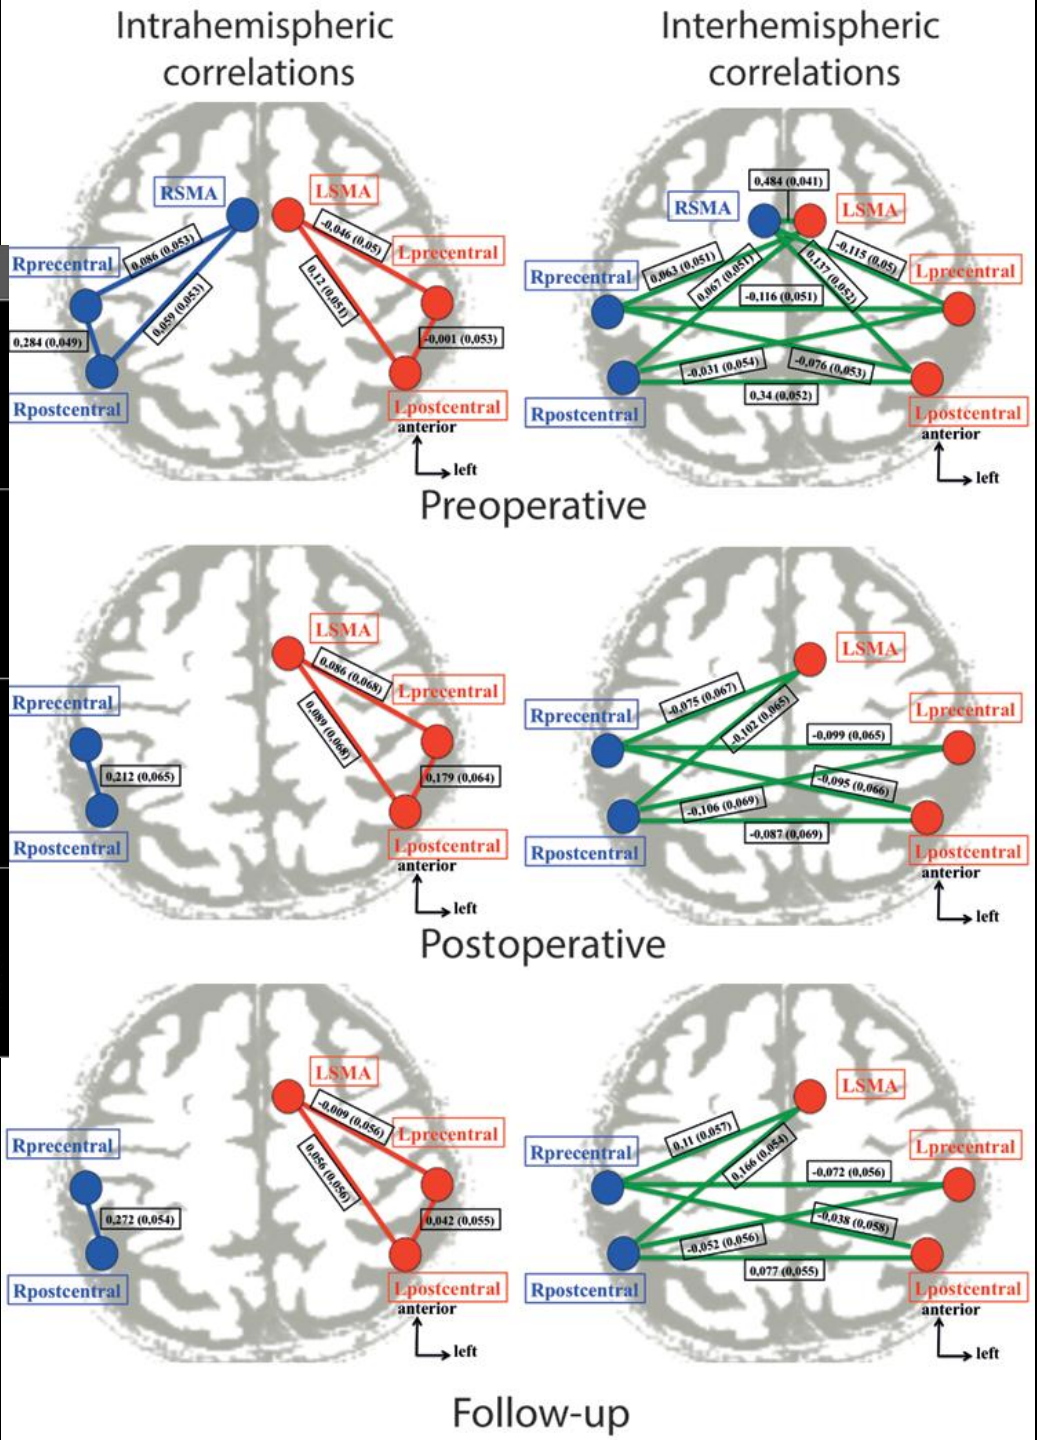 Intrahemispheric
correlations
Interhemispheric
correlations
RSMA
LSMA
-0,046 (0,05)
0,086 (0,053)
Rprecentral
Lprecentral
0,12 (0,051)
0,059 (0,053)
0,284 (0,049)
-0,001 (0,053)
Rpostcentral
Lpostcentral
anterior
left
0,484 (0,041)
RSMA
LSMA
-0,115 (0,05)
0,063 (0,051)
0,067 (0,051)
0,137 (0,052)
Rprecentral
Lprecentral
-0,116 (0,051)
-0,031 (0,054)
-0,076 (0,053)
0,34 (0,052)
Rpostcentral
Lpostcentral
anterior
left
Preoperative
LSMA
0,086 (0,068)
Rprecentral
Lprecentral
0,089 (0,068)
0,212 (0,065)
0,179 (0,064)
Rpostcentral
Lpostcentral
anterior
left
LSMA
-0,075 (0,067)
-0,102 (0,065)
Rprecentral
Lprecentral
-0,099 (0,065)
-0,095 (0,066)
-0,106 (0,069)
-0,087 (0,069)
Rpostcentral
Lpostcentral
anterior
left
Postoperative
LSMA
-0,009 (0,056)
Rprecentral
Lprecentral
0,056 (0,056)
0,272 (0,054)
0,042 (0,055)
Rpostcentral
Lpostcentral
anterior
left
LSMA
0,11 (0,057)
0,166 (0,054)
Rprecentral
Lprecentral
-0,072 (0,056)
-0,038 (0,058)
-0,052 (0,056)
0,077 (0,055)
Rpostcentral
Lpostcentral
anterior
left
Follow-up